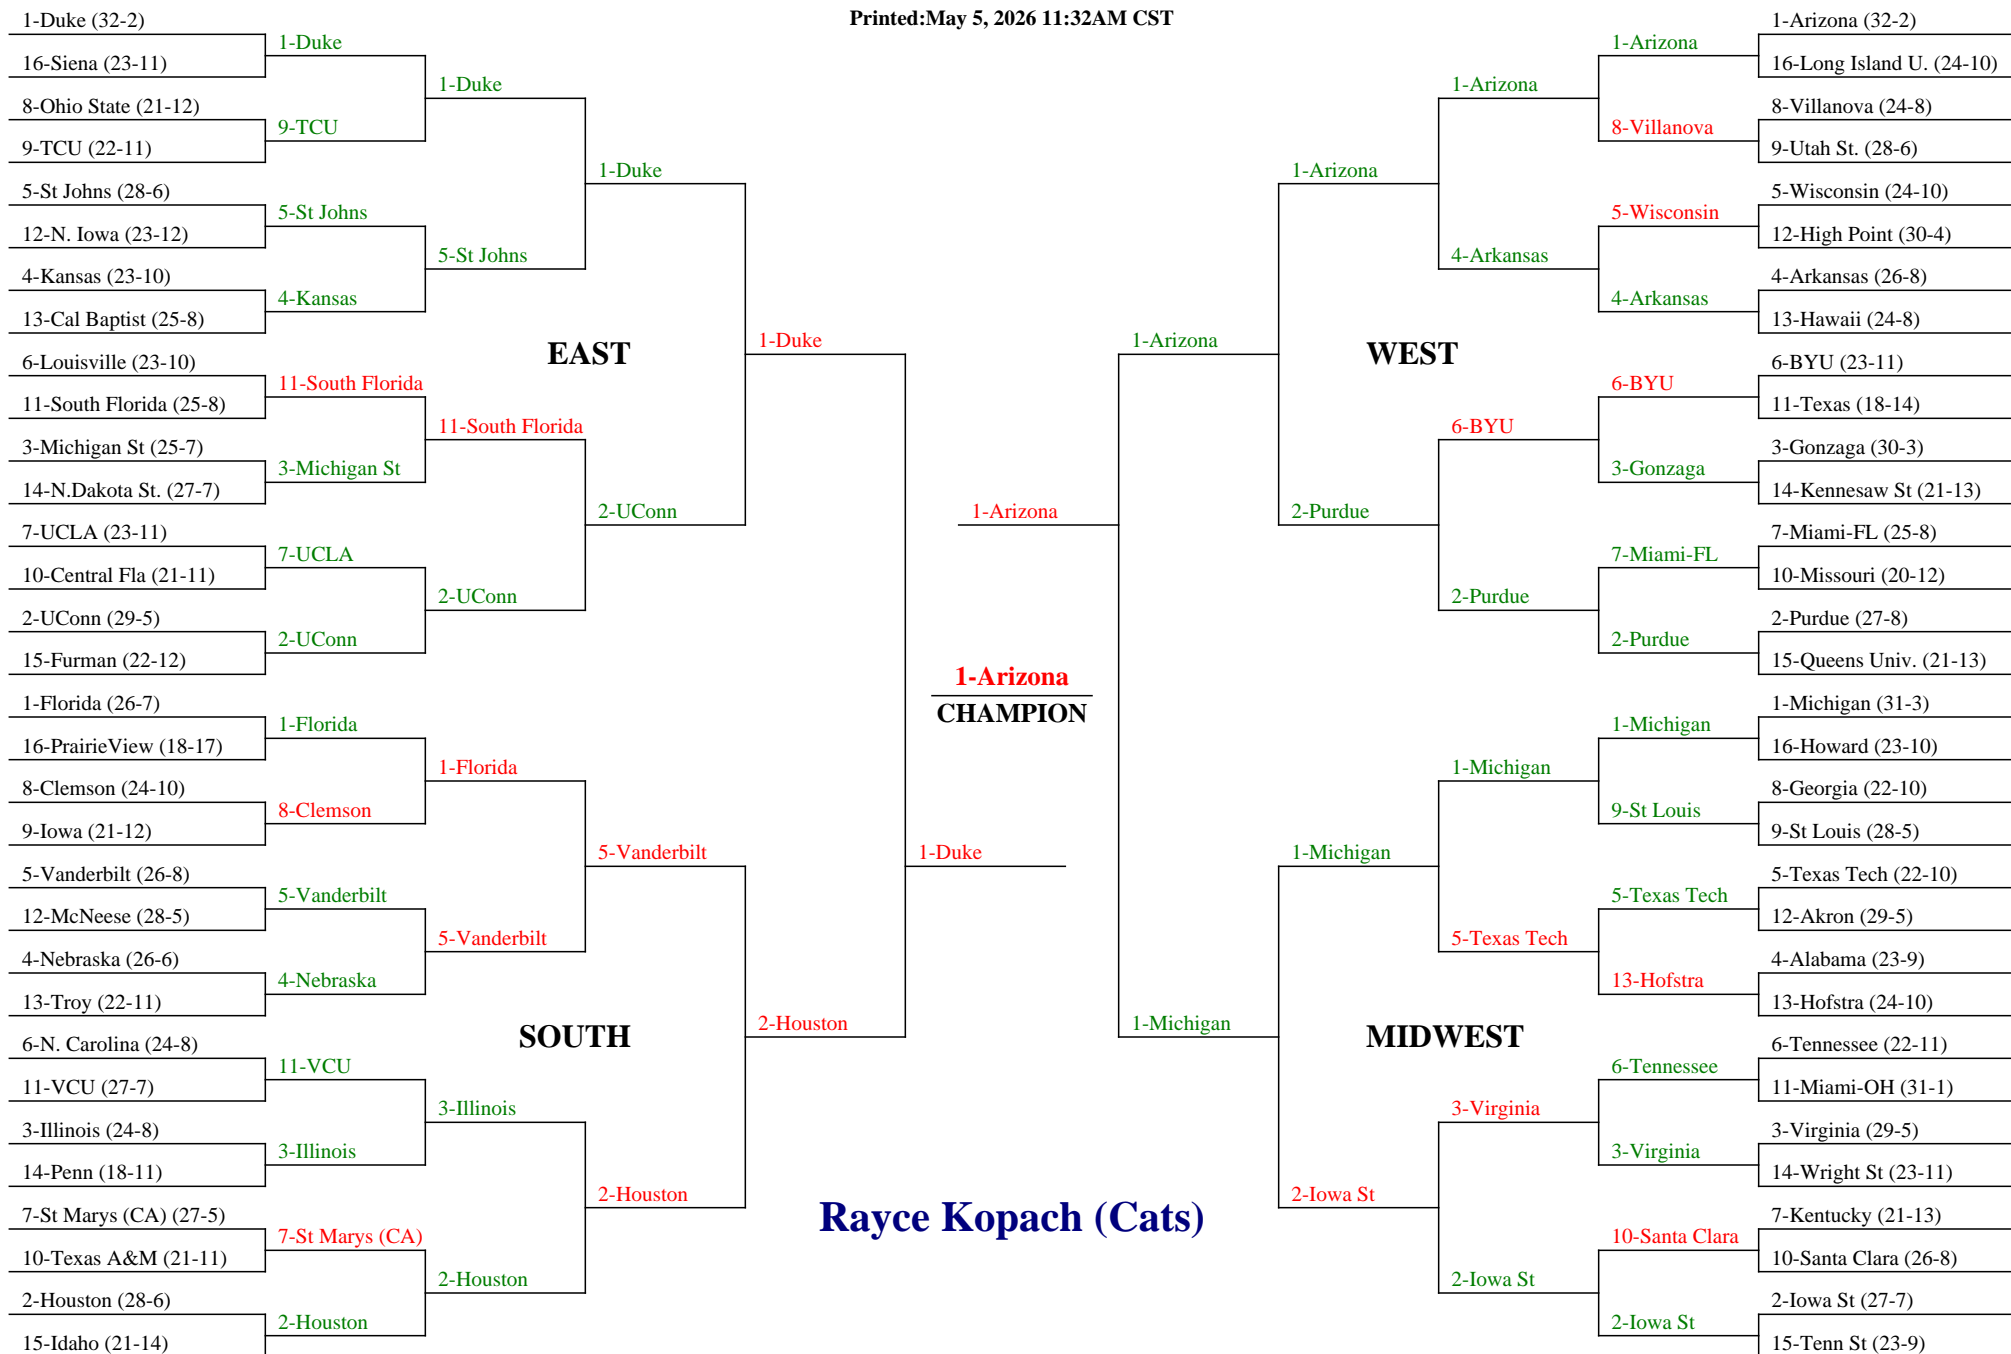 Printed:May 5, 2026 11:32AM CST
1-Duke (32-2)
16-Siena (23-11)
8-Ohio State (21-12)
9-TCU (22-11)
5-St Johns (28-6)
12-N. Iowa (23-12)
4-Kansas (23-10)
13-Cal Baptist (25-8)
6-Louisville (23-10)
11-South Florida (25-8)
3-Michigan St (25-7)
14-N.Dakota St. (27-7)
7-UCLA (23-11)
10-Central Fla (21-11)
2-UConn (29-5)
15-Furman (22-12)
1-Florida (26-7)
16-PrairieView (18-17)
8-Clemson (24-10)
9-Iowa (21-12)
5-Vanderbilt (26-8)
12-McNeese (28-5)
4-Nebraska (26-6)
13-Troy (22-11)
6-N. Carolina (24-8)
11-VCU (27-7)
3-Illinois (24-8)
14-Penn (18-11)
7-St Marys (CA) (27-5)
10-Texas A&M (21-11)
2-Houston (28-6)
15-Idaho (21-14)
1-Duke
9-TCU
5-St Johns
4-Kansas
11-South Florida
3-Michigan St
7-UCLA
2-UConn
1-Florida
8-Clemson
5-Vanderbilt
4-Nebraska
11-VCU
3-Illinois
7-St Marys (CA)
2-Houston
1-Duke
5-St Johns
11-South Florida
2-UConn
1-Florida
5-Vanderbilt
3-Illinois
2-Houston
1-Duke
2-UConn
5-Vanderbilt
2-Houston
EAST
SOUTH
1-Duke
2-Houston
1-Duke
1-Arizona
1-Arizona
CHAMPION
Rayce Kopach (Cats)
1-Arizona
1-Michigan
WEST
MIDWEST
1-Arizona
2-Purdue
1-Michigan
2-Iowa St
1-Arizona
4-Arkansas
6-BYU
2-Purdue
1-Michigan
5-Texas Tech
3-Virginia
2-Iowa St
1-Arizona
8-Villanova
5-Wisconsin
4-Arkansas
6-BYU
3-Gonzaga
7-Miami-FL
2-Purdue
1-Michigan
9-St Louis
5-Texas Tech
13-Hofstra
6-Tennessee
3-Virginia
10-Santa Clara
2-Iowa St
1-Arizona (32-2)
16-Long Island U. (24-10)
8-Villanova (24-8)
9-Utah St. (28-6)
5-Wisconsin (24-10)
12-High Point (30-4)
4-Arkansas (26-8)
13-Hawaii (24-8)
6-BYU (23-11)
11-Texas (18-14)
3-Gonzaga (30-3)
14-Kennesaw St (21-13)
7-Miami-FL (25-8)
10-Missouri (20-12)
2-Purdue (27-8)
15-Queens Univ. (21-13)
1-Michigan (31-3)
16-Howard (23-10)
8-Georgia (22-10)
9-St Louis (28-5)
5-Texas Tech (22-10)
12-Akron (29-5)
4-Alabama (23-9)
13-Hofstra (24-10)
6-Tennessee (22-11)
11-Miami-OH (31-1)
3-Virginia (29-5)
14-Wright St (23-11)
7-Kentucky (21-13)
10-Santa Clara (26-8)
2-Iowa St (27-7)
15-Tenn St (23-9)